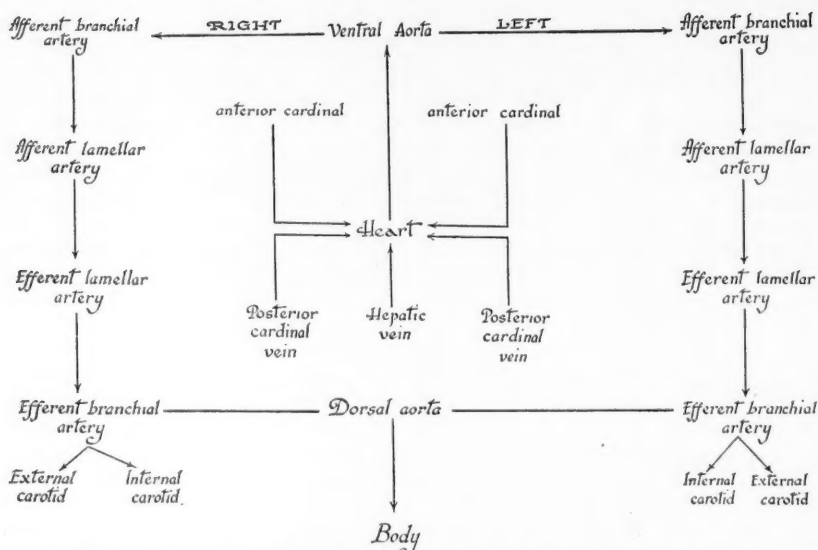 Afferent branchial
artery
RIGHT
Ventral Aorta
LEFT
Afferent branchial
artery
anterior cardinal
anterior cardinal
Afferent lamellar
artery
Afferent lamellar
artery
Heart
Efferent lamellar
artery
Efferent lamellar
artery
Posterior
cardinal
vein
Hepatic
vein
Posterior
cardinal
vein
Efferent branchial
artery
Dorsal aorta
Efferent branchial
artery
External
carotid
Internal
carotid.
Internal
carotid
External
carotid
Body